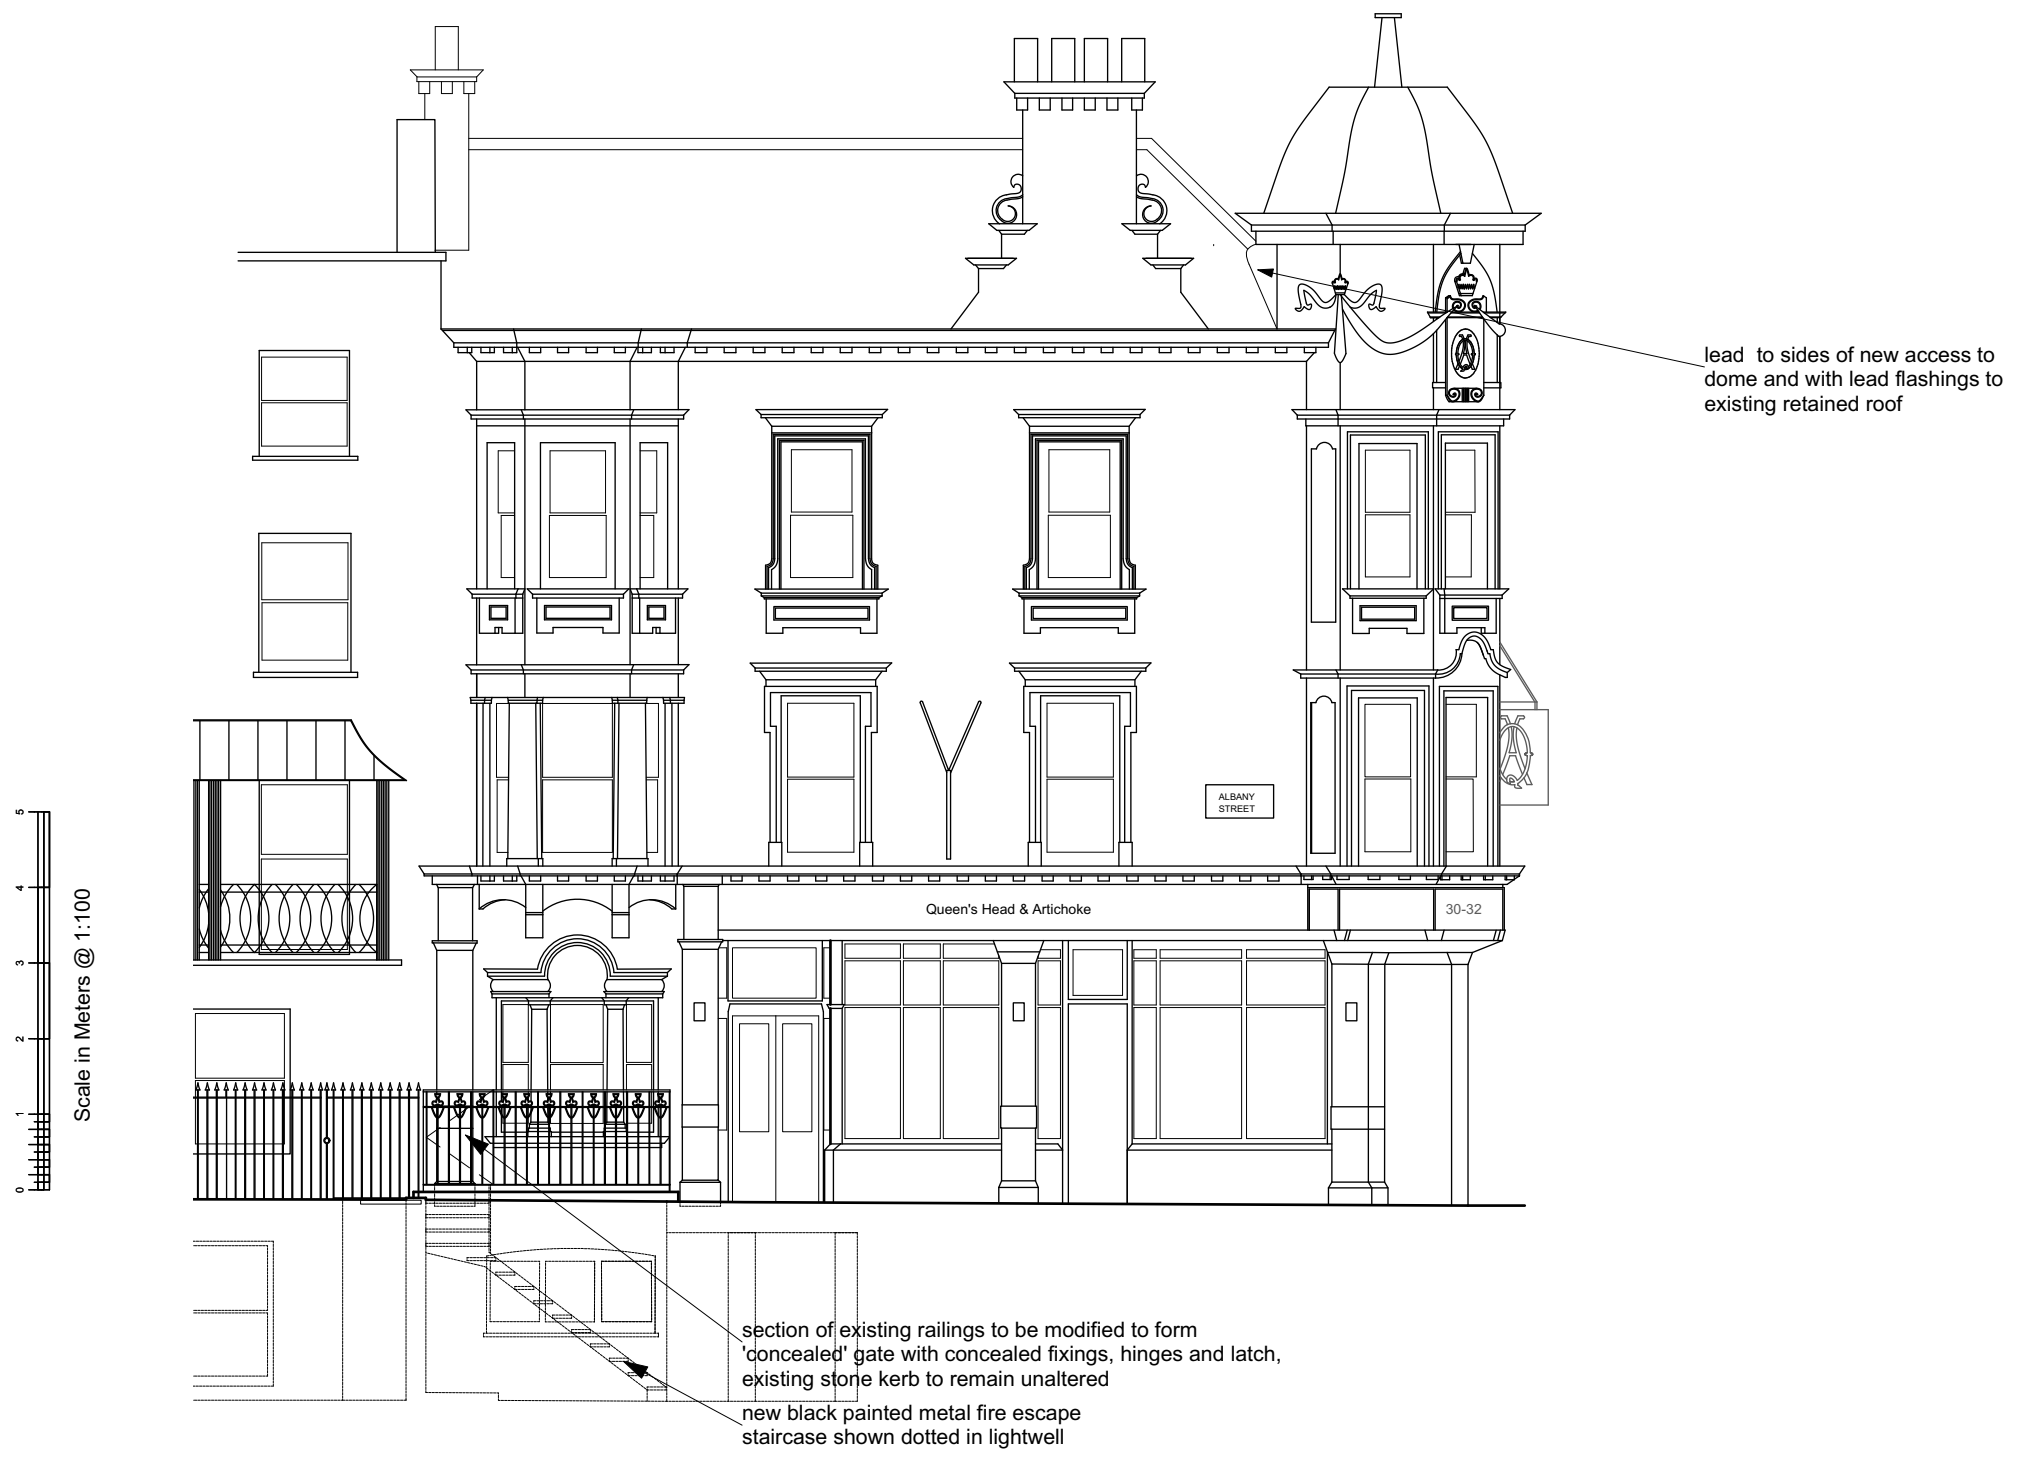 lead  to sides of new access to
dome and with lead flashings to
existing retained roof
ALBANY
STREET
Queen's Head & Artichoke
30-32
5
4
3
2
1
0
Scale in Meters @ 1:100
section of existing railings to be modified to form
'concealed' gate with concealed fixings, hinges and latch,
existing stone kerb to remain unaltered
new black painted metal fire escape
staircase shown dotted in lightwell